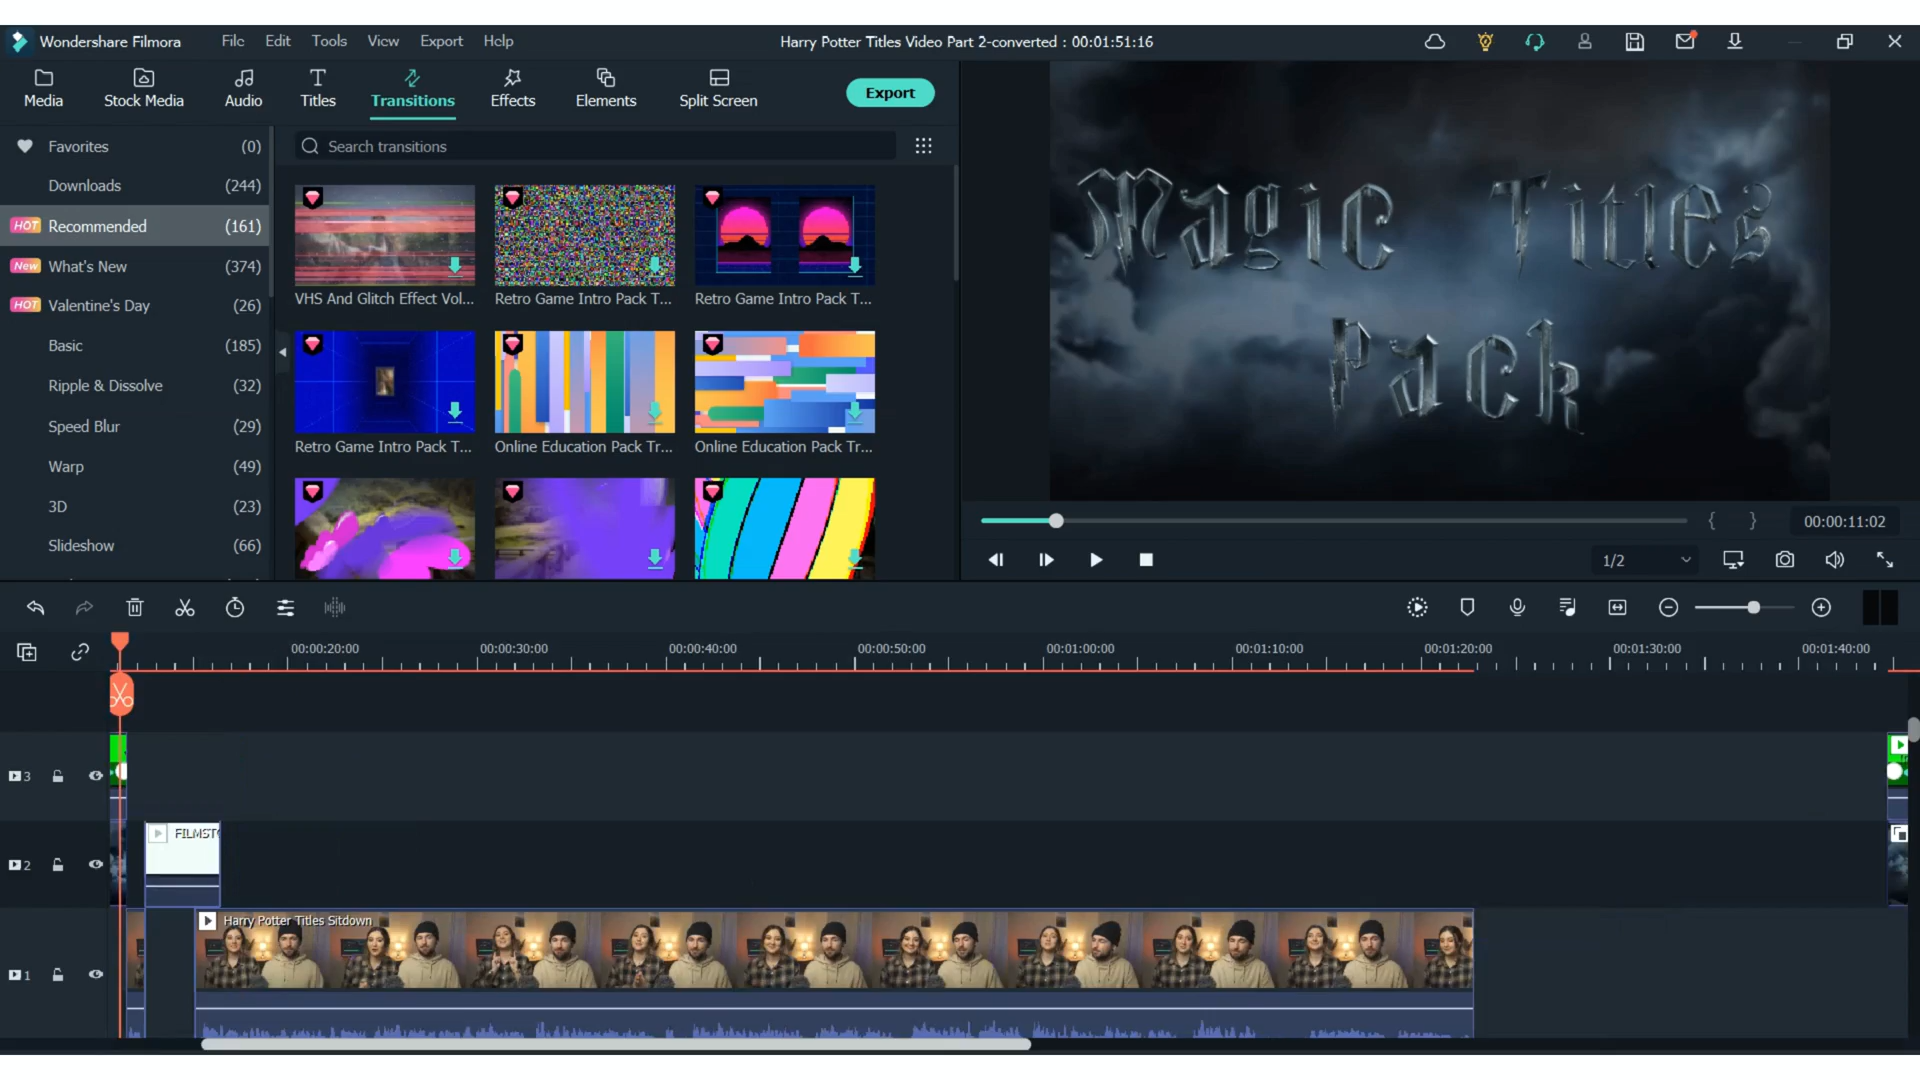 Wondershare Filmora
File Edit Tools View Export Help
Harry Potter Titles Video Part 2-converted : 00:01:51:16
Media
Stock Media
Audio
Titles
Transitions
Effects
Elements
Split Screen
Export
Favorites (0)
Downloads (244)
HOT Recommended (161)
New What's New (374)
HOT Valentine's Day (26)
Basic (185)
Ripple & Dissolve (32)
Speed Blur (29)
Warp (49)
3D (23)
Slideshow (66)
Search transitions
VHS And Glitch Effect Vol...
Retro Game Intro Pack T...
Retro Game Intro Pack T...
Retro Game Intro Pack T...
Online Education Pack Tr...
Online Education Pack Tr...
Magic Titles
Pack
{ } 00:00:11:02
1/2
00:00:20:00 00:00:30:00 00:00:40:00 00:00:50:00 00:01:00:00 00:01:10:00 00:01:20:00 00:01:30:00 00:01:40:00
3
2
FILMST
1
Harry Potter Titles Sitdown